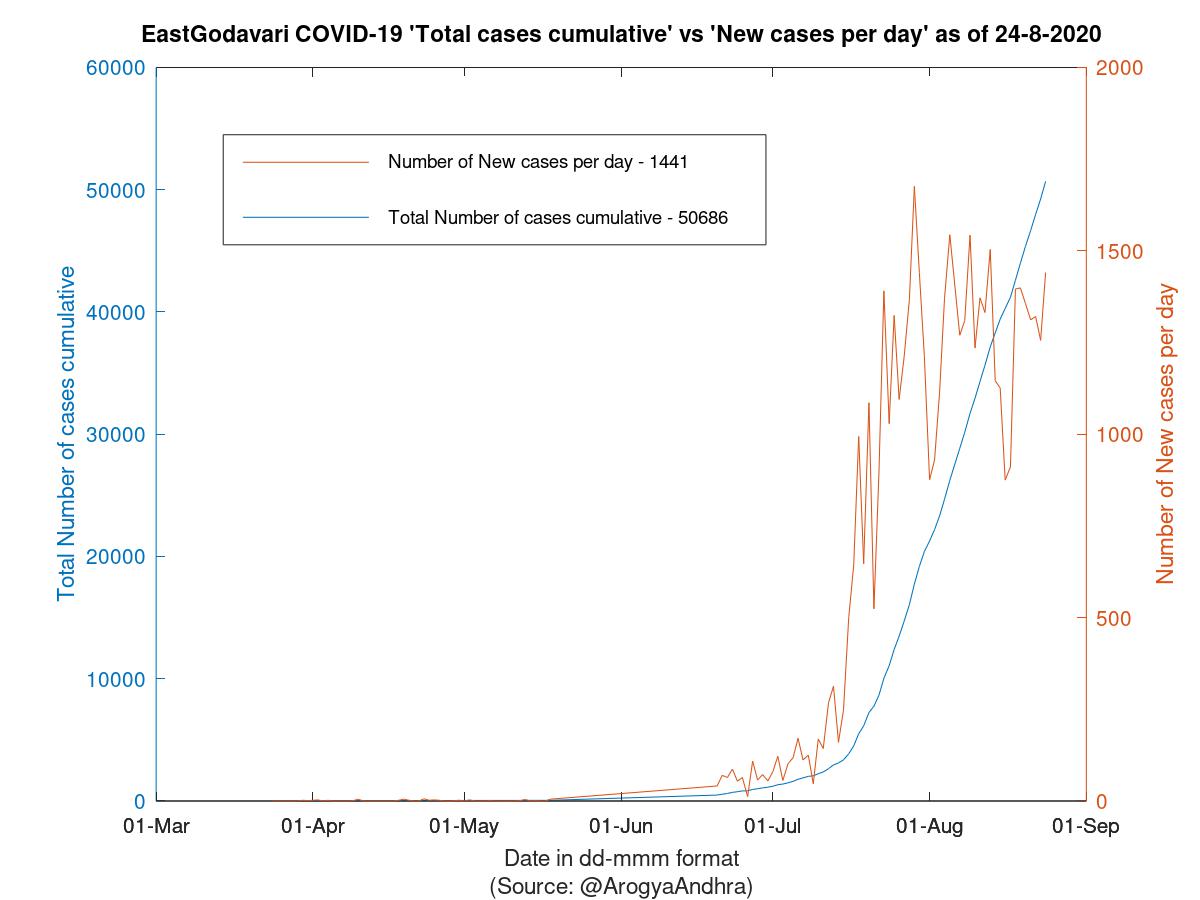 EastGodavari COVID-19 'Total cases cumulative' vs 'New cases per day' as of 24-8-2020
60000
50000
40000
30000
20000
10000
0
Total Number of cases cumulative
Number of New cases per day - 1441
Total Number of cases cumulative - 50686
2000
1500
1000
500
0
Number of New cases per day
01-Mar 01-Apr 01-May 01-Jun 01-Jul 01-Aug 01-Sep
Date in dd-mmm format
(Source: @ArogyaAndhra)